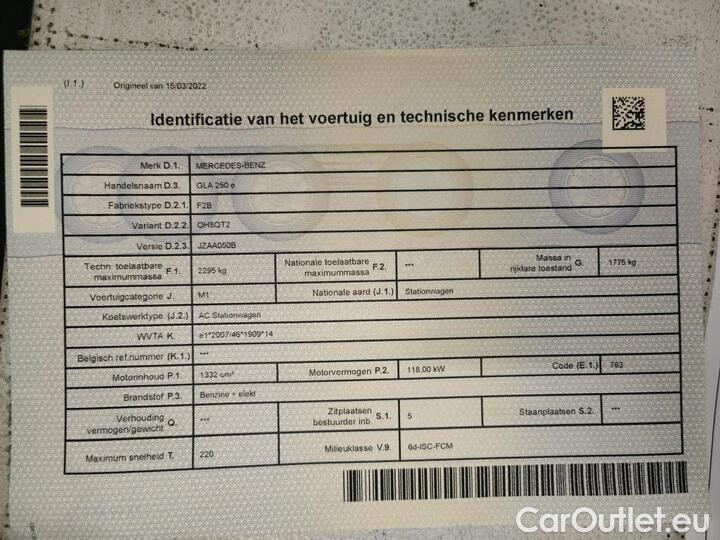 (I.1.) Origineel van 15/03/2022
Identificatie van het voertuig en technische kenmerken
Merk D.1. MERCEDES-BENZ
Handelsnaam D.3. GLA 250 e
Fabriekstype D.2.1. F2B
Variant D.2.2. OH8QT2
Versie D.2.3. JZAA050B
Techn. toelaatbare maximummassa F.1. 2295 kg Nationale toelaatbare maximummassa F.2. *** Massa in rijklare toestand G. 1775 kg
Voertuigcategorie J. M1 Nationale aard (J.1.) Stationwagen
Koetswerktype (J.2.) AC Stationwagen
WVTA K. e1*2007/46*1909*14
Belgisch ref.nummer (K.1.) ***
Motorinhoud P.1. 1332 cm³ Motorvermogen P.2. 118,00 kW Code (E.1.) 763
Brandstof P.3. Benzine + elekt
Verhouding vermogen/gewicht Q. *** Zitplaatsen bestuurder inb. S.1. 5 Staanplaatsen S.2. ***
Maximum snelheid T. 220 Milieuklasse V.9. 6d-ISC-FCM
CarOutlet.eu